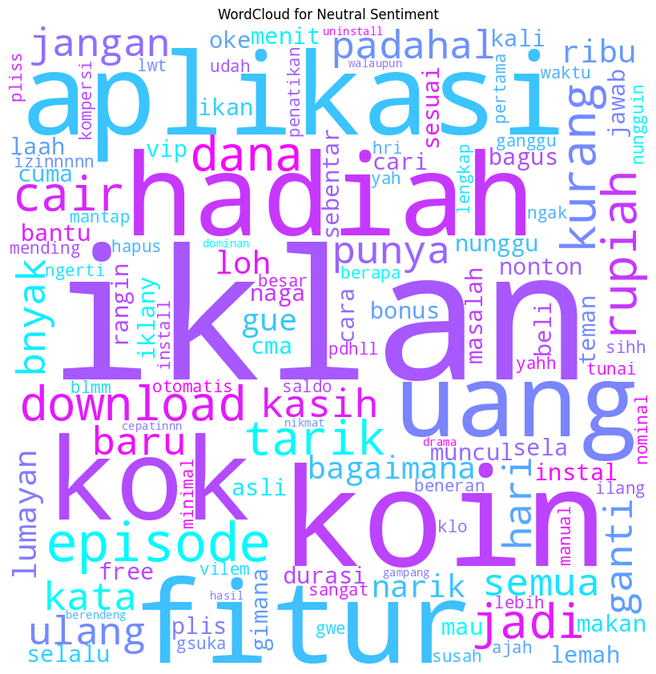 WordCloud for Neutral Sentiment
uninstall
jangan
oke
menit
padahal
kali
ribu
pliss
kompersi
lwt
udah
walaupun
aplikasi
ikan
penatikan
sesuai
pertama
waktu
jawab
nungguin
laah
izinnnnn
cuma
vip
dana
sebentar
hri
cari
yah
lengkap
ganggu
bagus
kurang
cair
mantap
hadiah
ngak
rupiah
bantu
mending
hapus
dominan
punya
nunggu
ngerti
loh
besar
berapa
nonton
bnyak
rangin
iklany
install
iklan
naga
gue
cara
bonus
masalah
beli
teman
sihh
cma
pdhll
yahh
tunai
blmm
otomatis
saldo
uang
nominal
download
kasih
cepatinnn
nikmat
drama
baru
tarik
muncul
sela
kok
bagaimana
lumayan
minimal
asli
beneran
hari
instal
ilang
koin
klo
manual
ganti
episode
free
vilem
durasi
gampang
semua
kata
fitur
hasil
sangat
narik
lebih
berendeng
gimana
jadi
makan
ulang
plis
gsuka
gwe
mau
selalu
susah
ajah
lemah